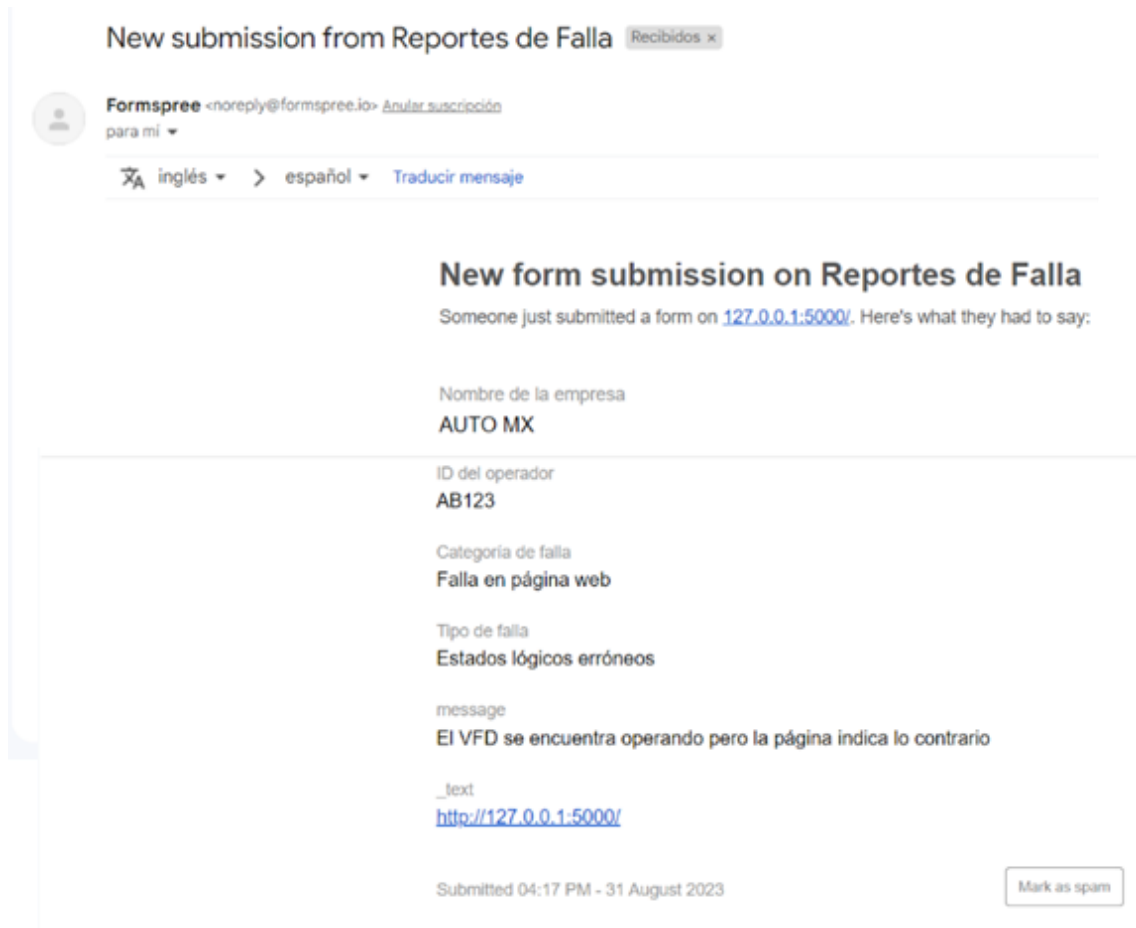 New submission from Reportes de Falla Recibidos ×
Formspree <noreply@formspree.io> Anular suscripción
para mí
inglés > español Traducir mensaje
New form submission on Reportes de Falla
Someone just submitted a form on 127.0.0.1:5000/. Here's what they had to say:
Nombre de la empresa
AUTO MX
ID del operador
AB123
Categoría de falla
Falla en página web
Tipo de falla
Estados lógicos erróneos
message
El VFD se encuentra operando pero la página indica lo contrario
_text
http://127.0.0.1:5000/
Submitted 04:17 PM - 31 August 2023 Mark as spam